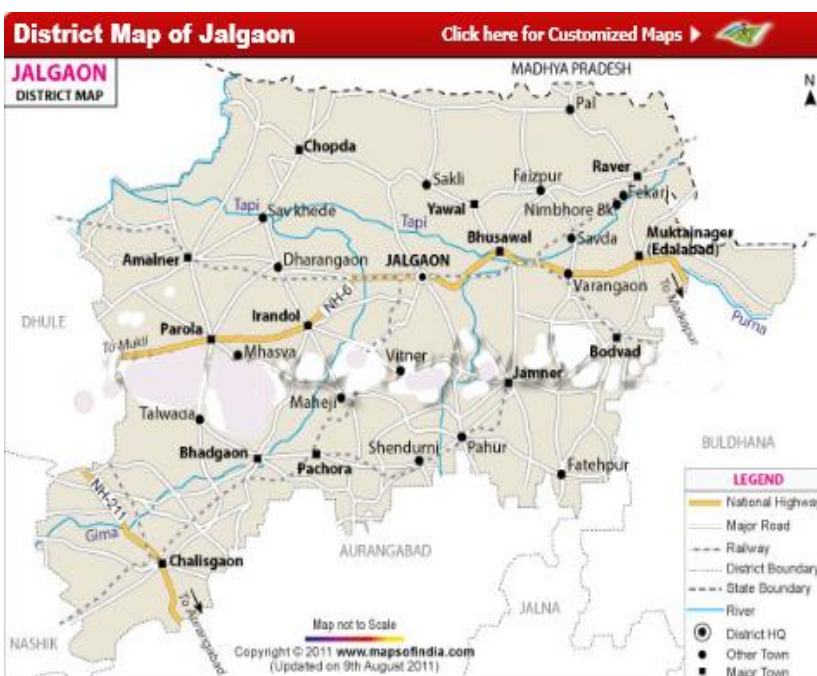 District Map of Jalgaon
Click here for Customized Maps
JALGAON
DISTRICT MAP
MADHYA PRADESH
N
Pal
Chopda
Raver
Sakli
Faizpur
Fekari
Tapi
Sav khede
Yawal
Nimbhore Bk
Tapi
Bhusawal
Savda
Muktainager
(Edalabad)
Amalner
Dharangaon
JALGAON
Varangaon
To Malkapur
NH-6
DHULE
Irandol
Purna
Parola
To Mukti
Mhasva
Vitner
Bodvad
Jamner
Maheji
Talwada
Bhadgaon
Pachora
Shendurni
Pahur
Fatehpur
BULDHANA
NH-211
Girna
Chalisgaon
To Aurangabad
AURANGABAD
JALNA
NASHIK
LEGEND
National Highway
Major Road
Railway
District Boundary
State Boundary
River
District HQ
Other Town
Major Town
Map not to Scale
Copyright © 2011 www.mapsofindia.com
(Updated on 9th August 2011)